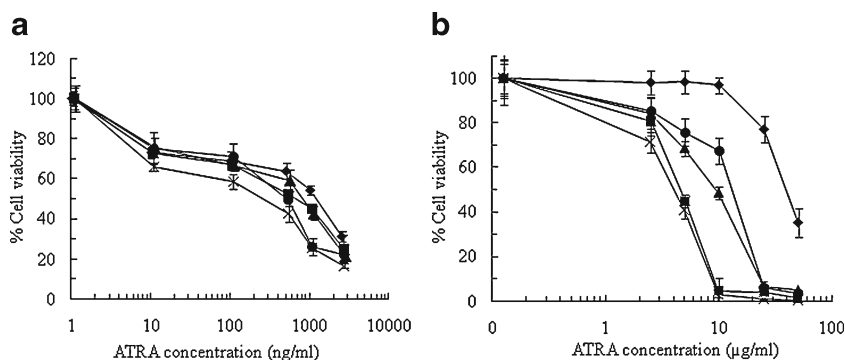 a
120
100
80
60
40
20
0
% Cell viability
1 10 100 1000 10000
ATRA concentration (ng/ml)
b
100
80
60
40
20
0
% Cell viability
0 1 10 100
ATRA concentration (µg/ml)